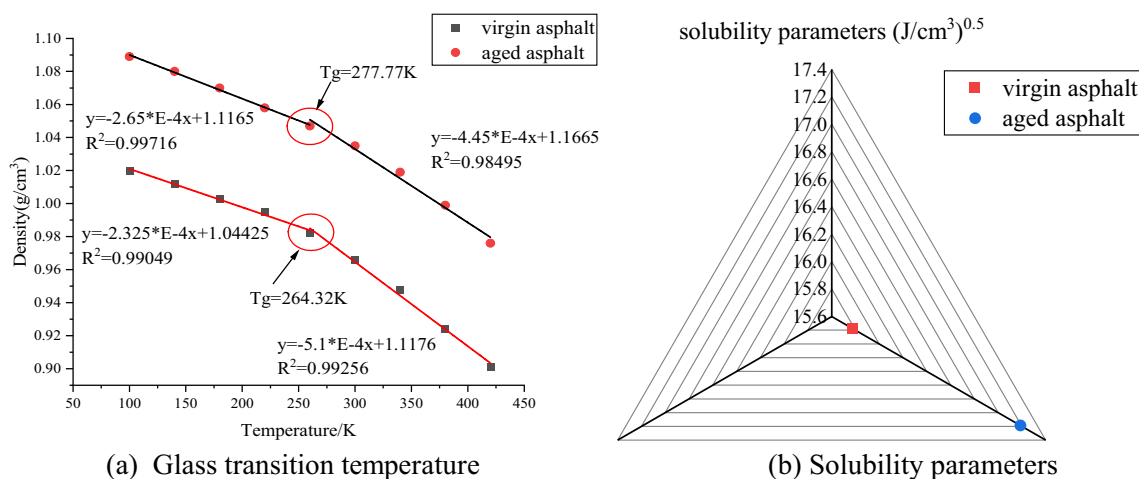 virgin asphalt
aged asphalt
1.10
1.08
1.06
1.04
1.02
1.00
0.98
0.96
0.94
0.92
0.90
Density(g/cm³)
Tg=277.77K
y=-2.65*E-4x+1.1165
R²=0.99716
y=-4.45*E-4x+1.1665
R²=0.98495
y=-2.325*E-4x+1.04425
R²=0.99049
Tg=264.32K
y=-5.1*E-4x+1.1176
R²=0.99256
50 100 150 200 250 300 350 400 450
Temperature/K
(a) Glass transition temperature
solubility parameters (J/cm³)⁰·⁵
17.4
17.2
17.0
16.8
16.6
16.4
16.2
16.0
15.8
15.6
virgin asphalt
aged asphalt
(b) Solubility parameters